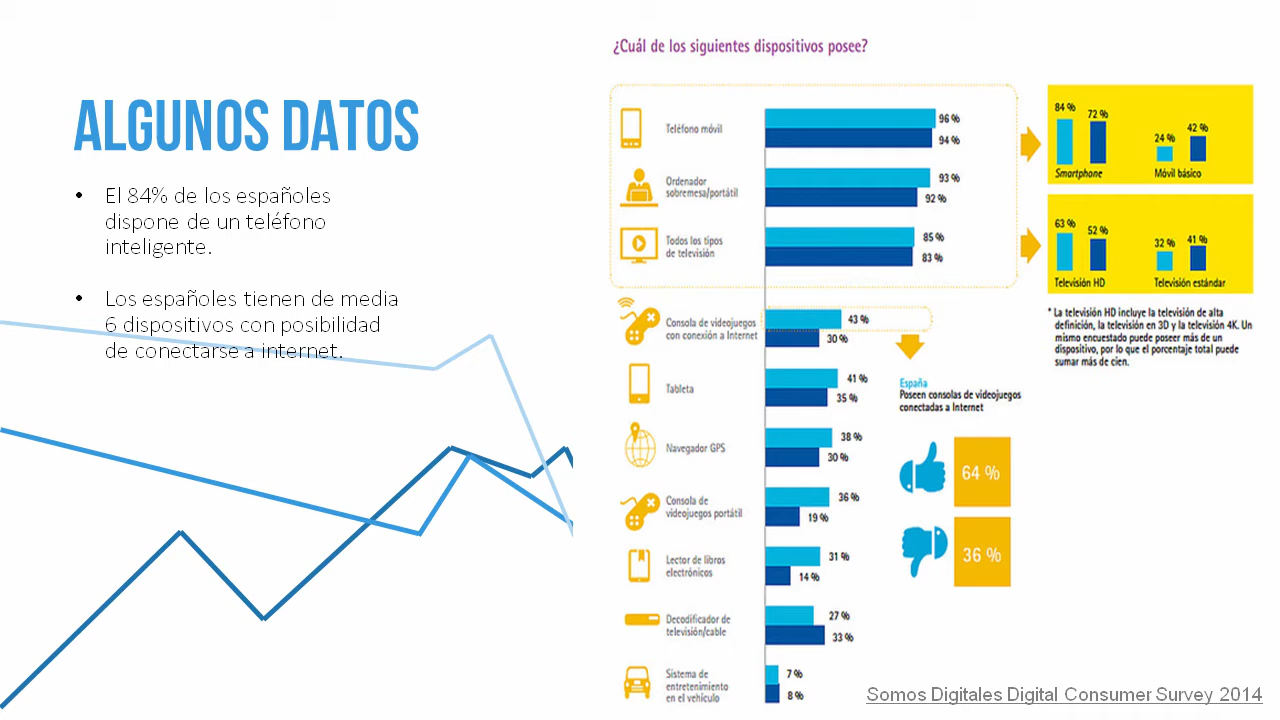 ALGUNOS DATOS
• El 84% de los españoles
dispone de un teléfono
inteligente.
• Los españoles tienen de media
6 dispositivos con posibilidad
de conectarse a internet.
¿Cuál de los siguientes dispositivos posee?
Teléfono móvil
96 %
94 %
Ordenador
sobremesa/portátil
93 %
92 %
Todos los tipos
de televisión
85 %
83 %
Consola de videojuegos
con conexión a Internet
43 %
30 %
Tableta
41 %
35 %
Navegador GPS
38 %
30 %
Consola de
videojuegos portátil
36 %
19 %
Lector de libros
electrónicos
31 %
14 %
Decodificador de
televisión/cable
27 %
33 %
Sistema de
entretenimiento
en el vehículo
7 %
8 %
84 %
72 %
Smartphone
24 %
42 %
Móvil básico
63 %
52 %
Televisión HD
32 %
41 %
Televisión estándar
* La televisión HD incluye la televisión de alta
definición, la televisión en 3D y la televisión 4K. Un
mismo encuestado puede poseer más de un
dispositivo, por lo que el porcentaje total puede
sumar más de cien.
España
Poseen consolas de videojuegos
conectadas a Internet
64 %
36 %
Somos Digitales Digital Consumer Survey 2014